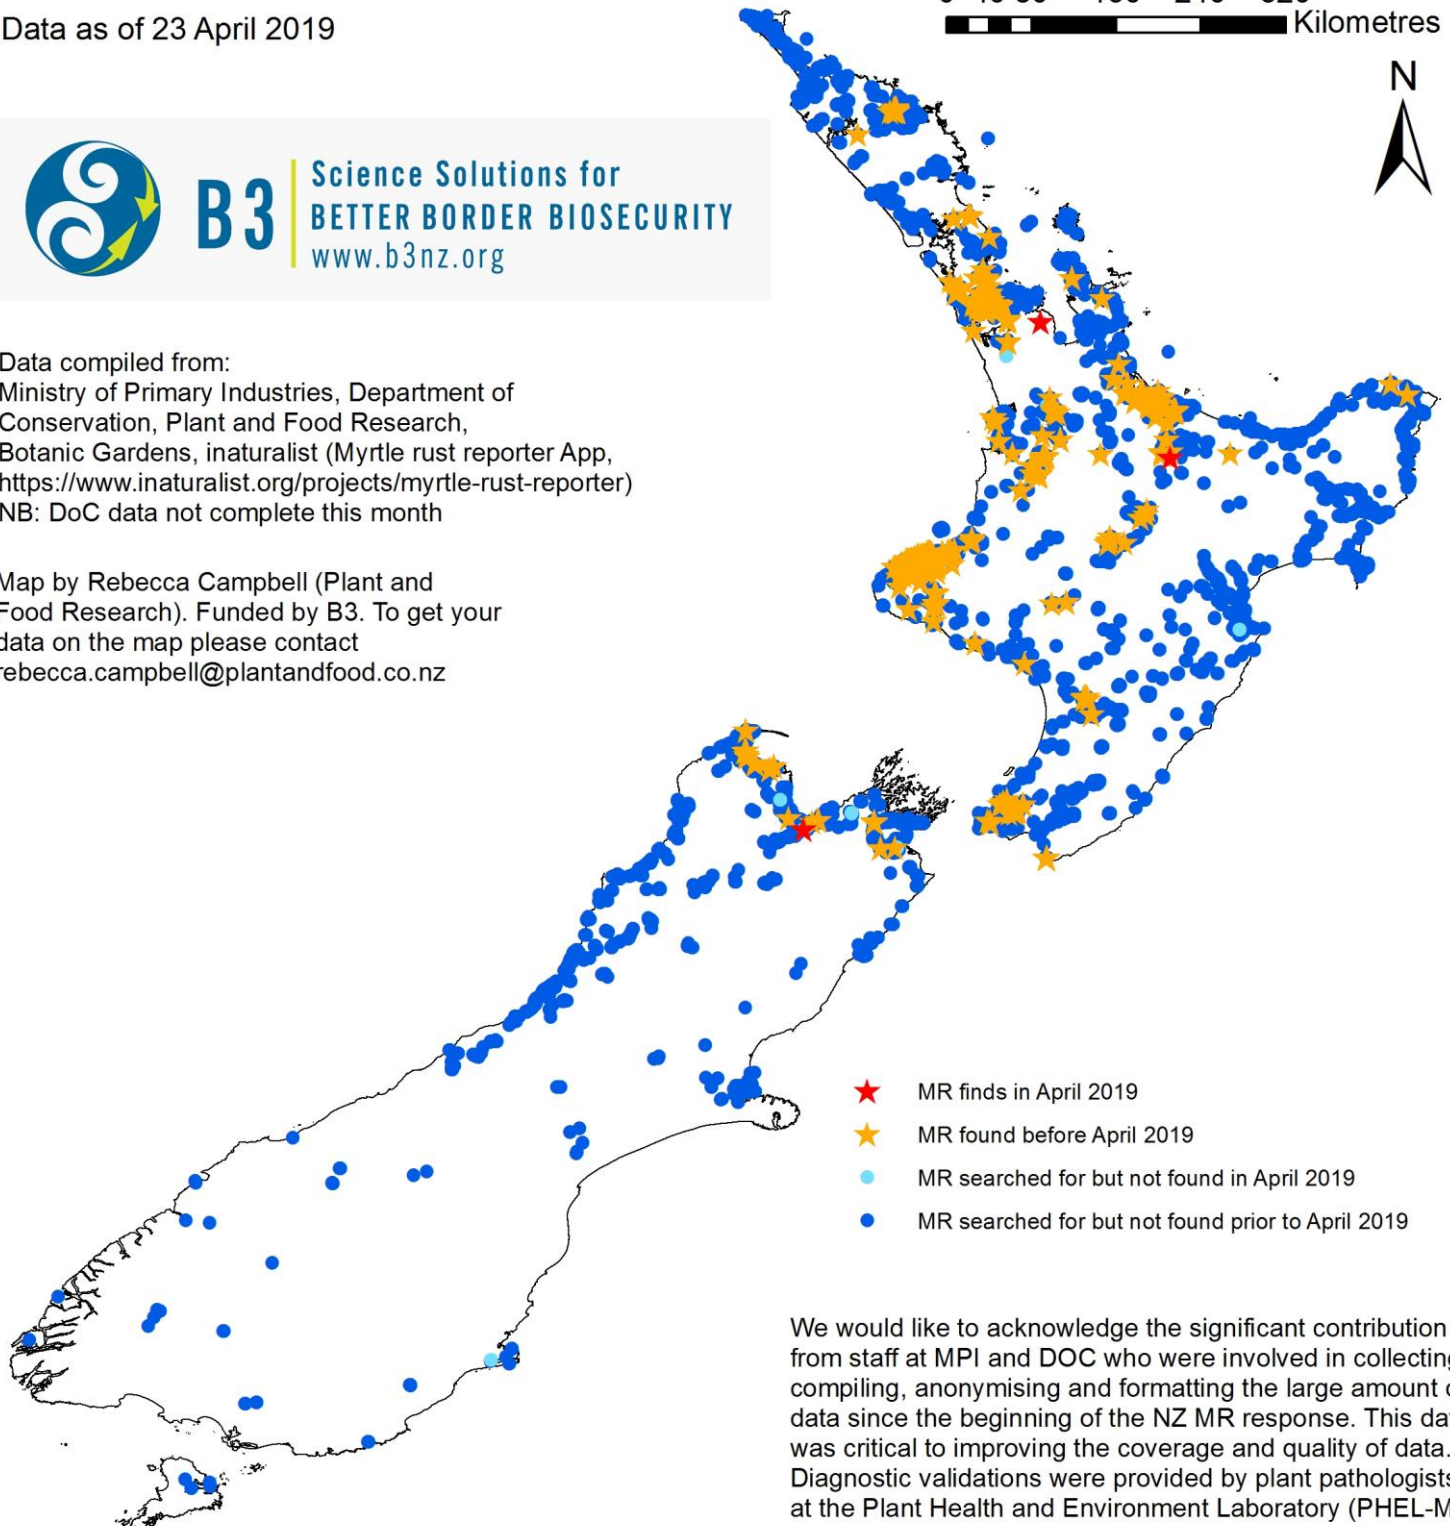 Data as of 23 April 2019
Kilometres
N
B3
Science Solutions for
BETTER BORDER BIOSECURITY
www.b3nz.org
Data compiled from:
Ministry of Primary Industries, Department of
Conservation, Plant and Food Research,
Botanic Gardens, inaturalist (Myrtle rust reporter App,
https://www.inaturalist.org/projects/myrtle-rust-reporter)
NB: DoC data not complete this month
Map by Rebecca Campbell (Plant and
Food Research). Funded by B3. To get your
data on the map please contact
rebecca.campbell@plantandfood.co.nz
MR finds in April 2019
MR found before April 2019
MR searched for but not found in April 2019
MR searched for but not found prior to April 2019
We would like to acknowledge the significant contribution
from staff at MPI and DOC who were involved in collecting
compiling, anonymising and formatting the large amount
data since the beginning of the NZ MR response. This
was critical to improving the coverage and quality of data.
Diagnostic validations were provided by plant pathologists
at the Plant Health and Environment Laboratory